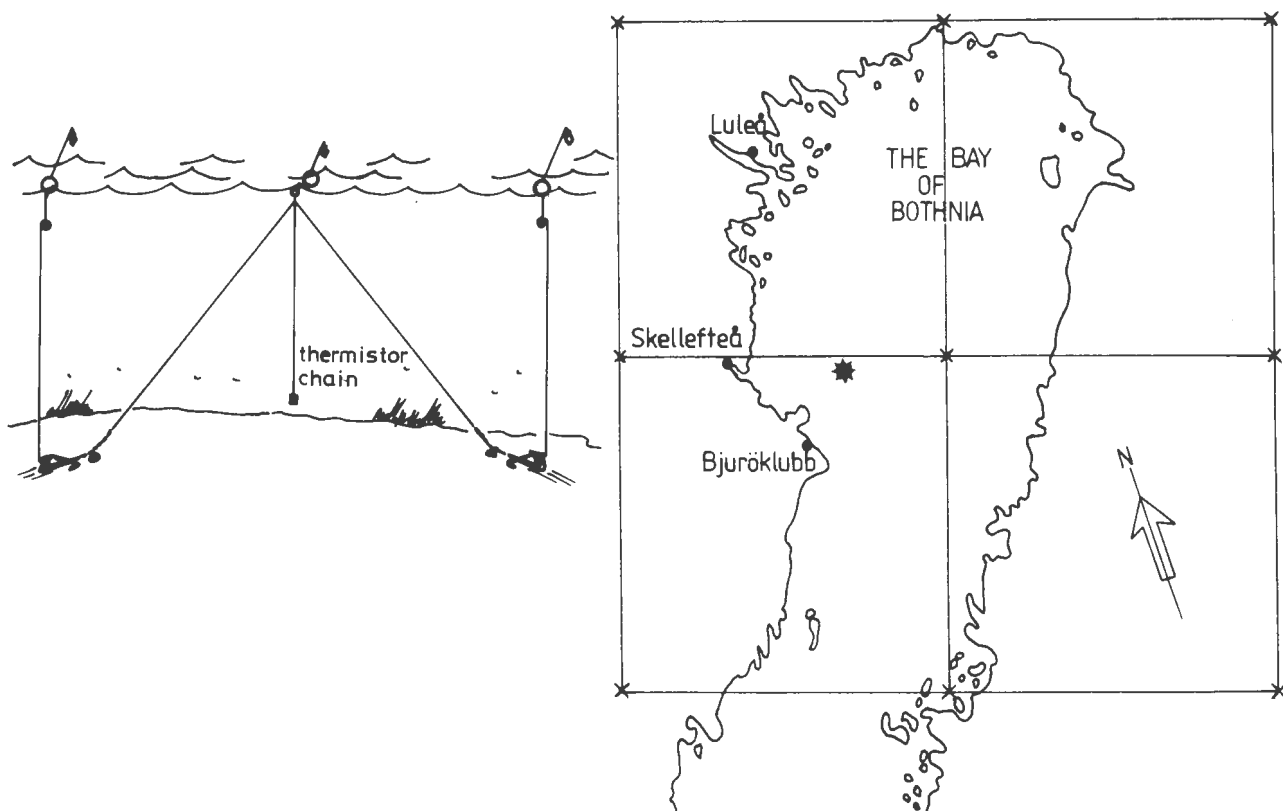 thermistor
chain
Luleå
THE BAY
OF
BOTHNIA
Skellefteå
Bjuröklubb
N